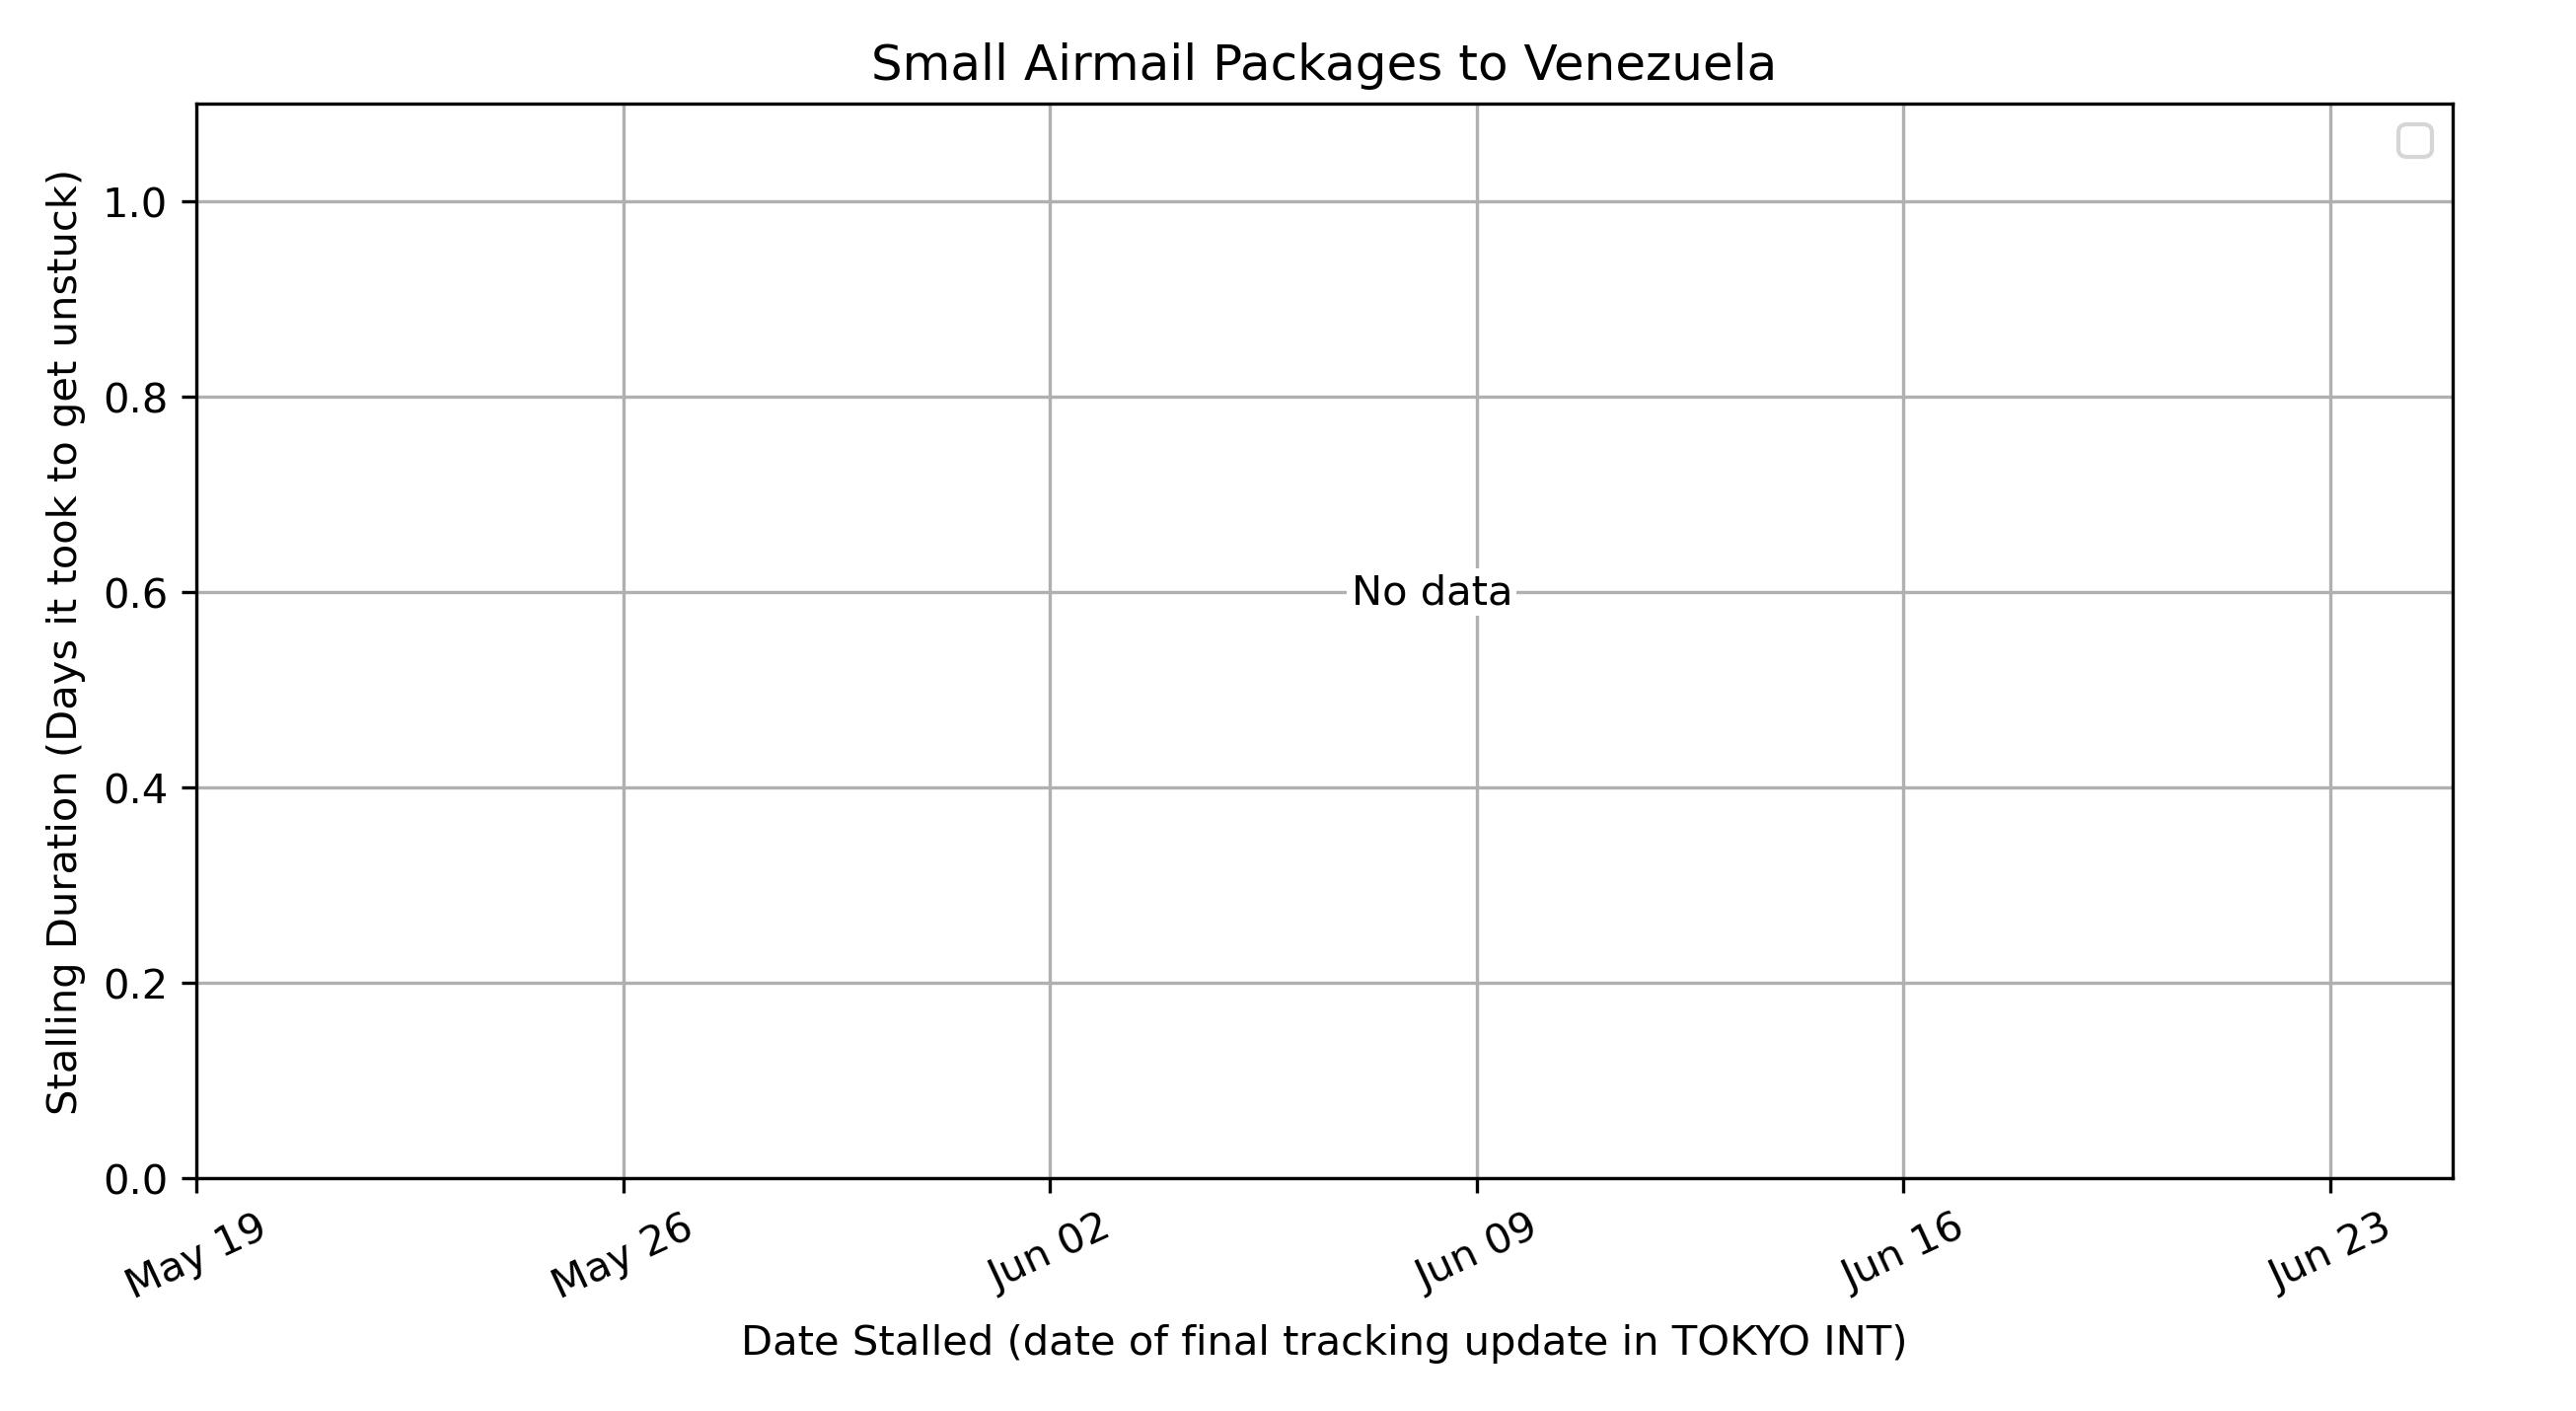 Small Airmail Packages to Venezuela
Stalling Duration (Days it took to get unstuck)
1.0
0.8
0.6
0.4
0.2
0.0
No data
May 19
May 26
Jun 02
Jun 09
Jun 16
Jun 23
Date Stalled (date of final tracking update in TOKYO INT)